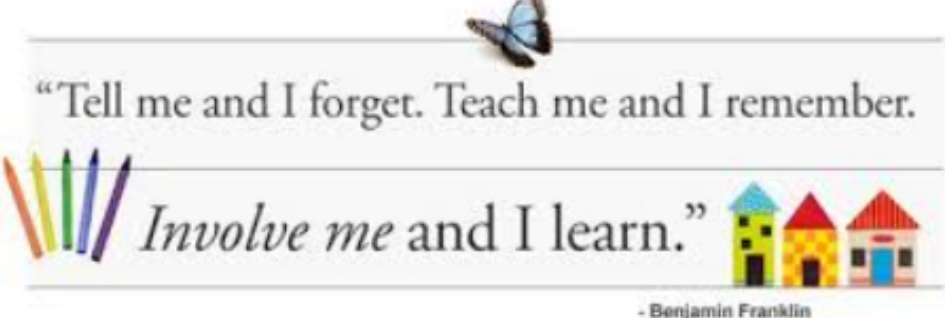 “Tell me and I forget. Teach me and I remember.
Involve me and I learn.”
- Benjamin Franklin